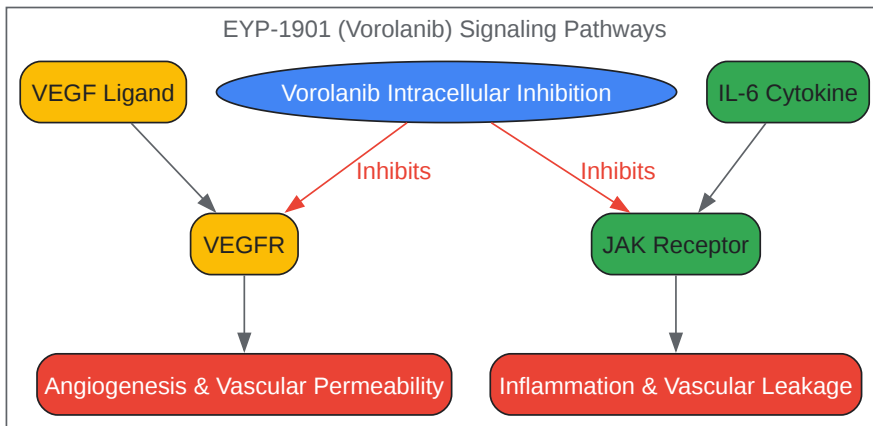 EYP-1901 (Vorolanib) Signaling Pathways
VEGF Ligand
Vorolanib Intracellular Inhibition
IL-6 Cytokine
Inhibits
Inhibits
VEGFR
JAK Receptor
Angiogenesis & Vascular Permeability
Inflammation & Vascular Leakage